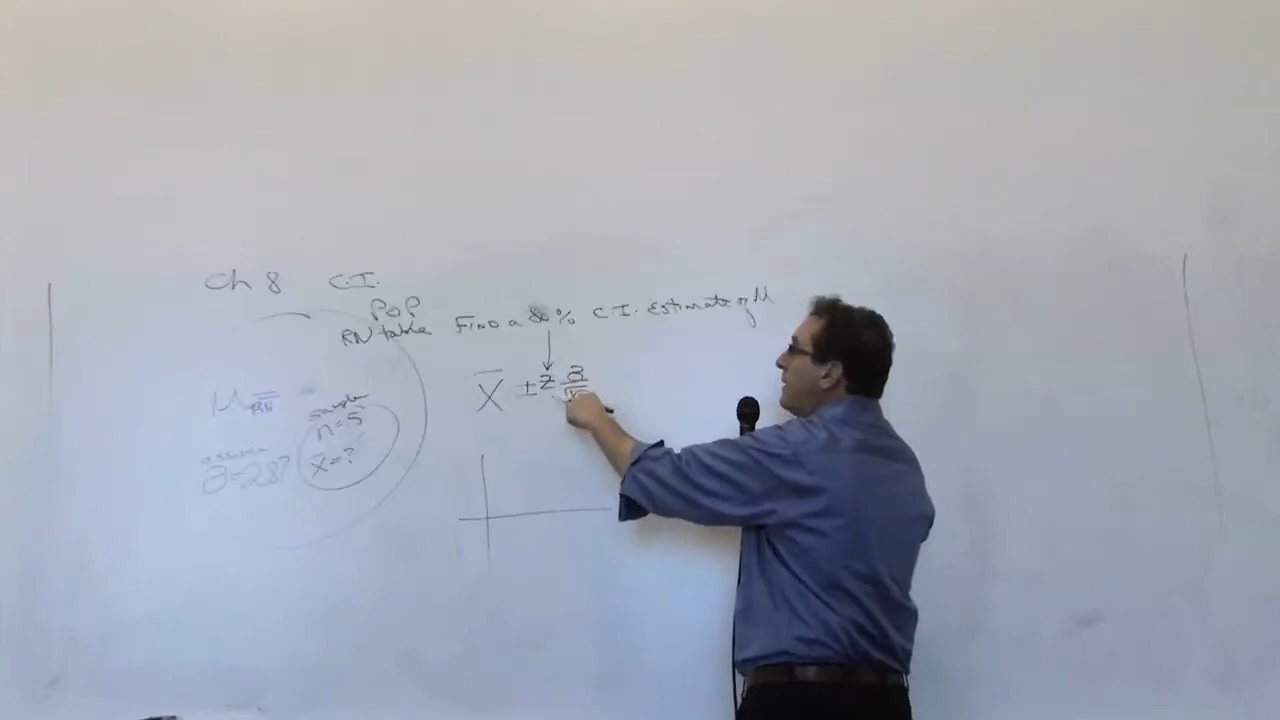 Ch 8 C.I.
POP
RN table Find a 80% C.I. Estimate of μ
X̄ ± z σ/√n
μ RN
sample
n=5
x̄=?
assume
σ=2.87